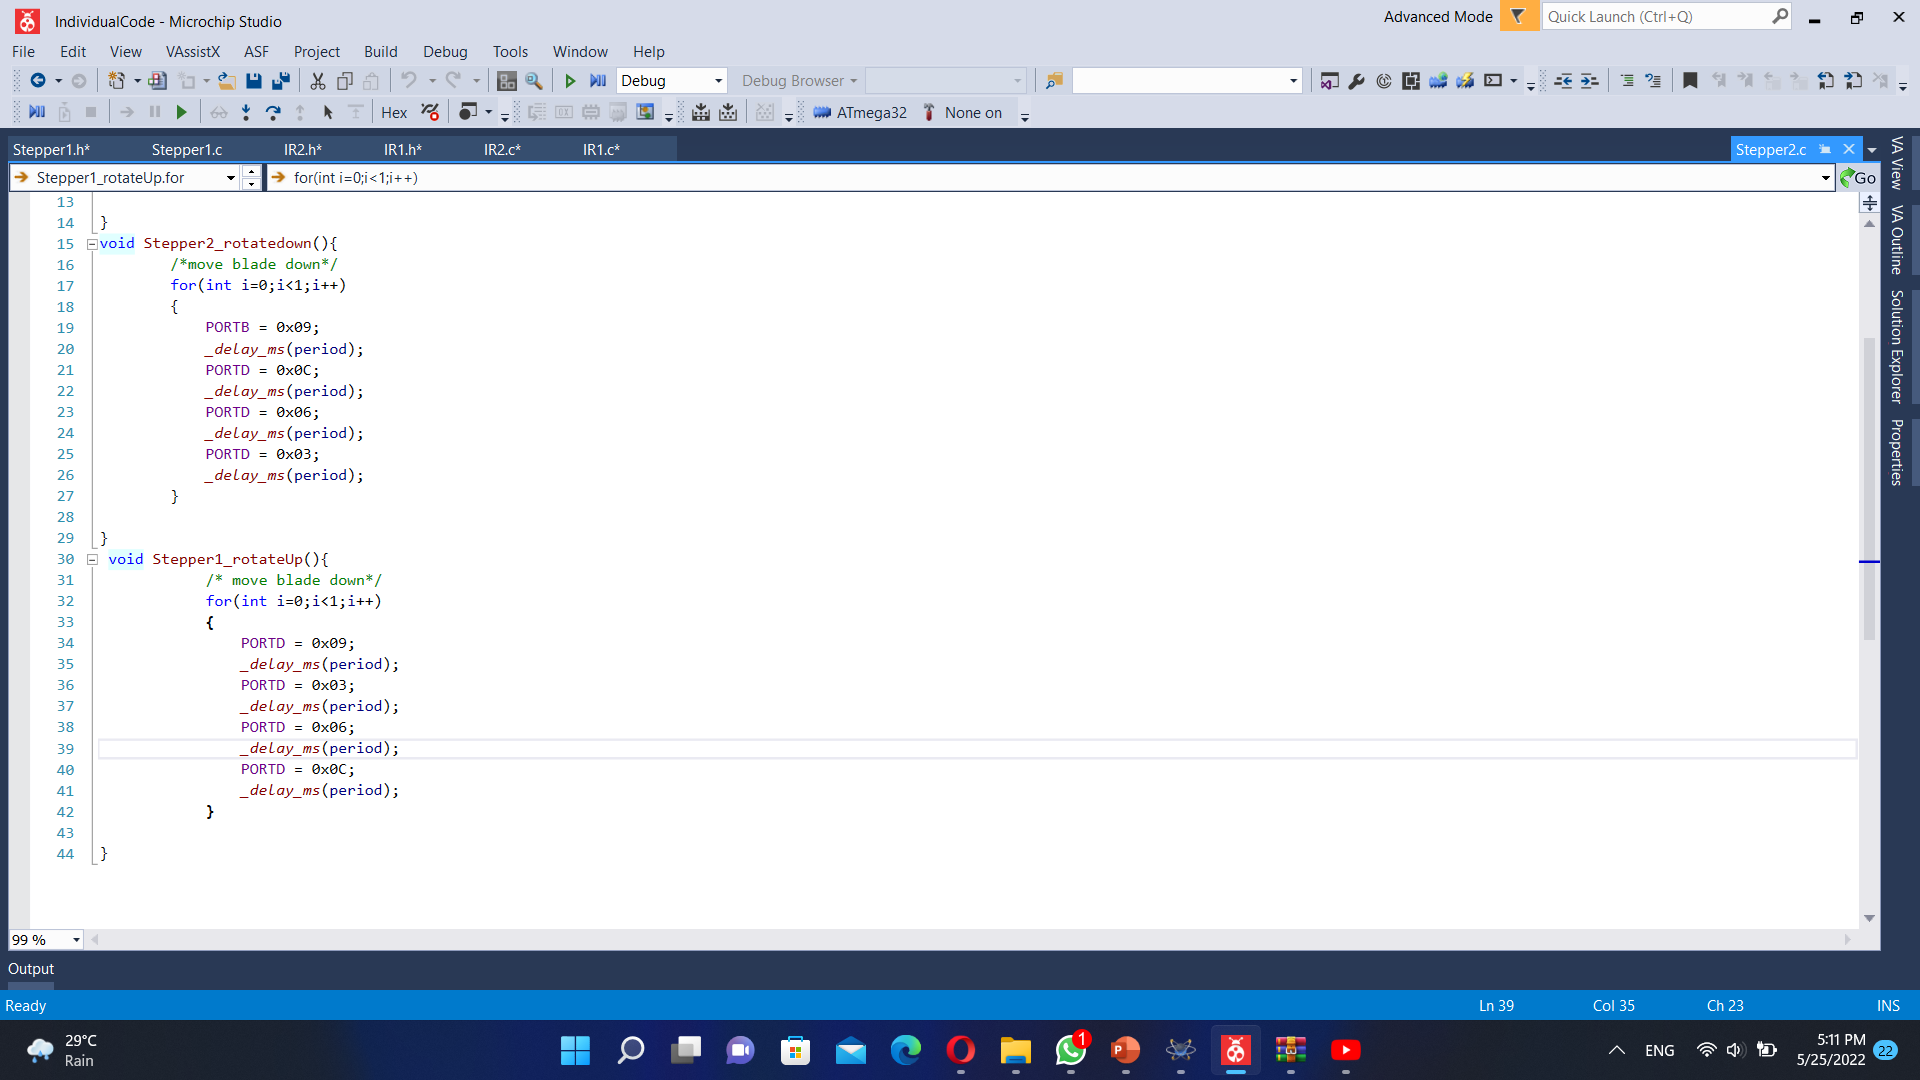 IndividualCode - Microchip Studio
Advanced Mode
Quick Launch (Ctrl+Q)
File Edit View VAssistX ASF Project Build Debug Tools Window Help
Debug
Debug Browser
Hex
ATmega32
None on
Stepper1.h* Stepper1.c IR2.h* IR1.h* IR2.c* IR1.c*
Stepper2.c
Stepper1_rotateUp.for
for(int i=0;i<1;i++)
Go
13
14 }
15 void Stepper2_rotatedown(){
16 /*move blade down*/
17 for(int i=0;i<1;i++)
18 {
19 PORTB = 0x09;
20 _delay_ms(period);
21 PORTD = 0x0C;
22 _delay_ms(period);
23 PORTD = 0x06;
24 _delay_ms(period);
25 PORTD = 0x03;
26 _delay_ms(period);
27 }
28
29 }
30 void Stepper1_rotateUp(){
31 /* move blade down*/
32 for(int i=0;i<1;i++)
33 {
34 PORTD = 0x09;
35 _delay_ms(period);
36 PORTD = 0x03;
37 _delay_ms(period);
38 PORTD = 0x06;
39 _delay_ms(period);
40 PORTD = 0x0C;
41 _delay_ms(period);
42 }
43
44 }
VA View
VA Outline
Solution Explorer
Properties
99 %
Output
Ready
Ln 39
Col 35
Ch 23
INS
29°C
Rain
1
ENG
5:11 PM
5/25/2022
22